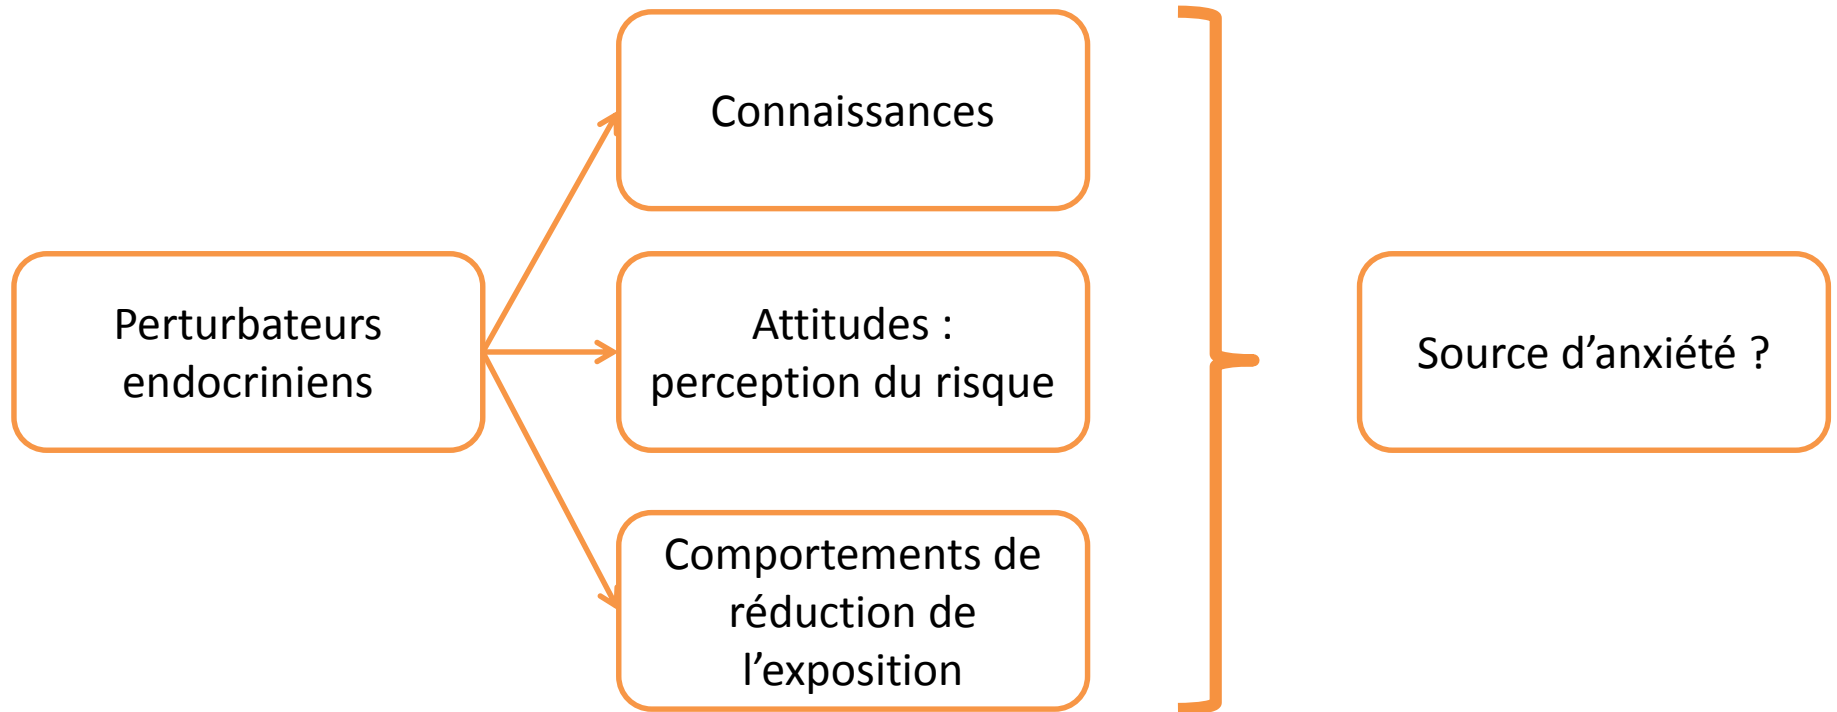 Connaissances
Perturbateurs
endocriniens
Attitudes :
perception du risque
Source d’anxiété ?
Comportements de
réduction de
l’exposition